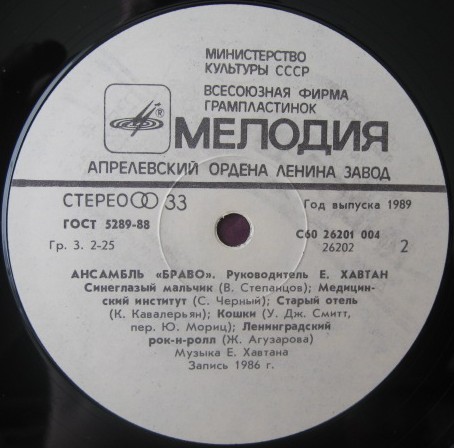 МИНИСТЕРСТВО
КУЛЬТУРЫ СССР
ВСЕСОЮЗНАЯ ФИРМА
ГРАМПЛАСТИНОК
®
МЕЛОДИЯ
АПРЕЛЕВСКИЙ ОРДЕНА ЛЕНИНА ЗАВОД
СТЕРЕО 33
Год выпуска 1989
ГОСТ 5289-88
С60 26201 004
Гр. 3. 2-25
26202
2
АНСАМБЛЬ «БРАВО». Руководитель Е. ХАВТАН
Синеглазый мальчик (В. Степанцов); Медицин-
ский институт (С. Черный); Старый отель
(К. Кавалерьян); Кошки (У. Дж. Смитт,
пер. Ю. Мориц); Ленинградский
рок-н-ролл (Ж. Агузарова)
Музыка Е. Хавтана
Запись 1986 г.